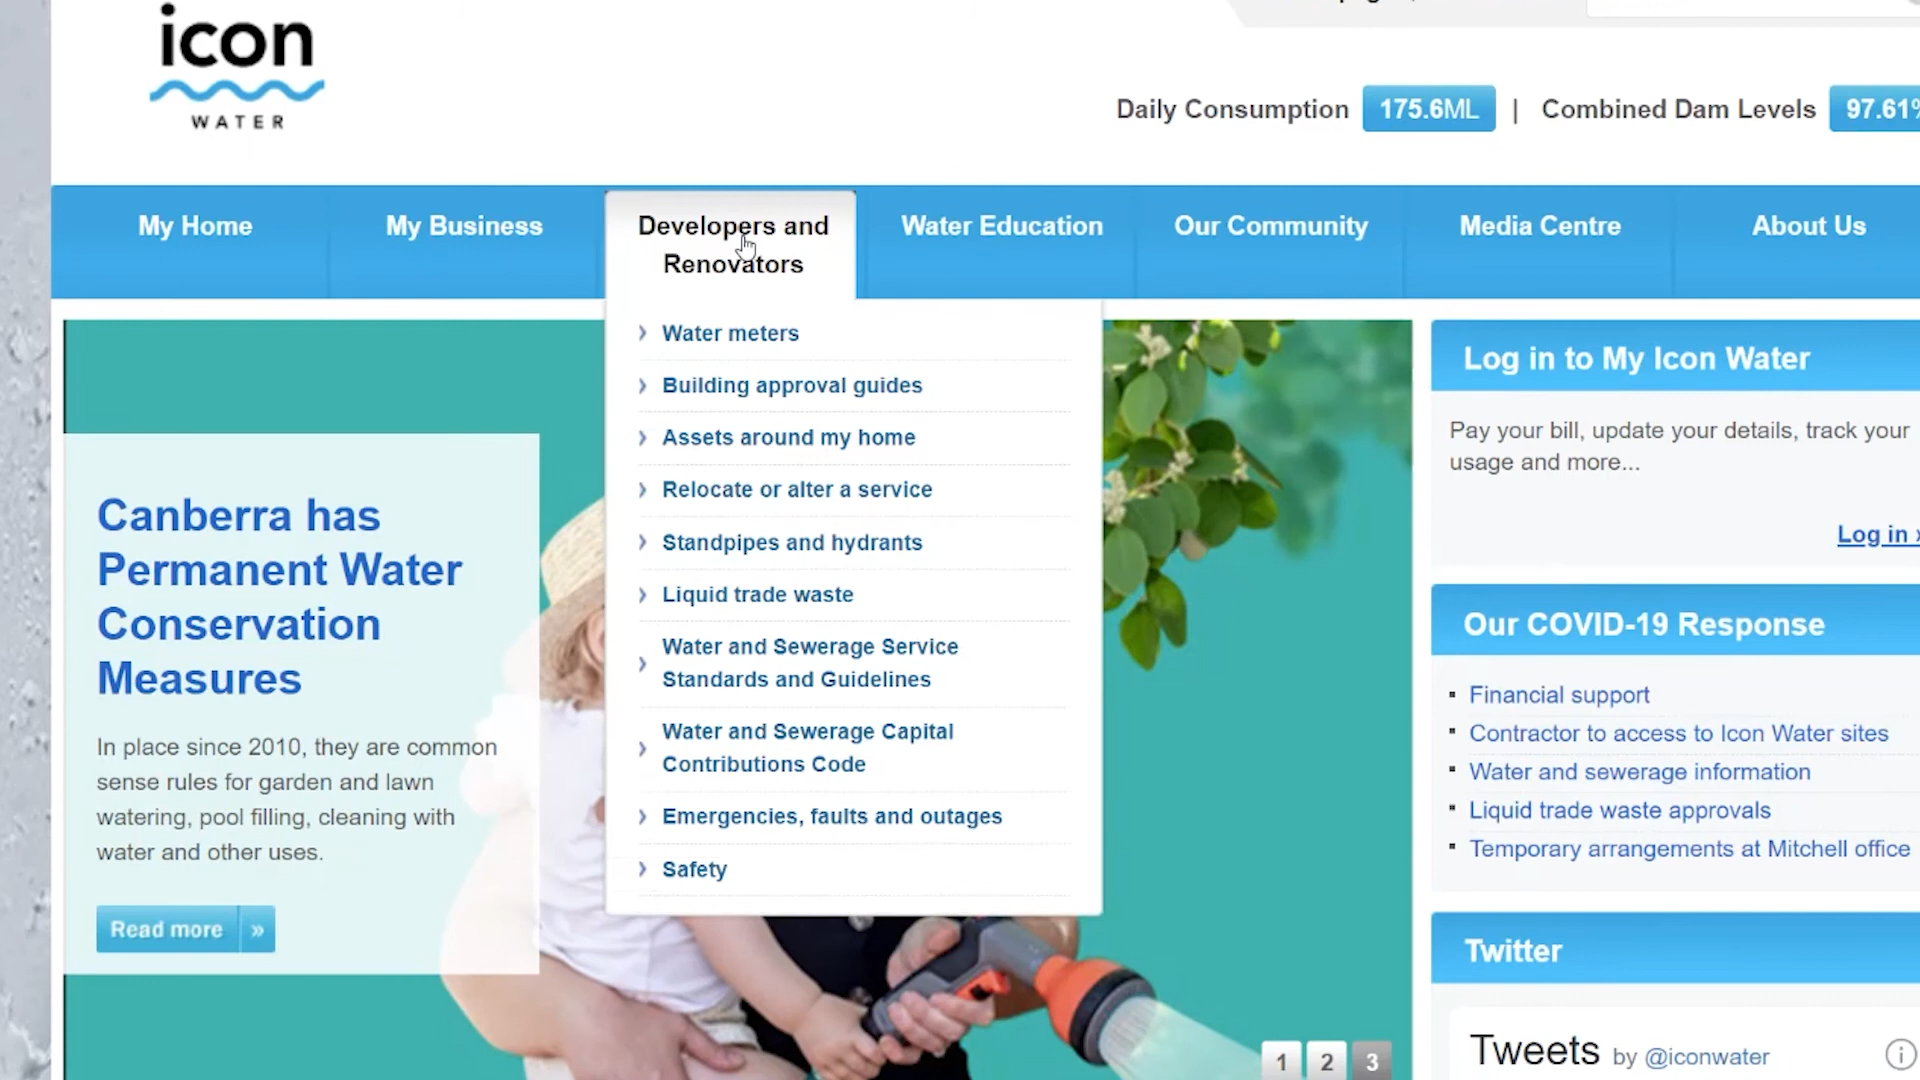 icon
WATER
Daily Consumption 175.6ML | Combined Dam Levels 97.61%
My Home
My Business
Developers and
Renovators
Water Education
Our Community
Media Centre
About Us
Water meters
Building approval guides
Assets around my home
Relocate or alter a service
Standpipes and hydrants
Liquid trade waste
Water and Sewerage Service
Standards and Guidelines
Water and Sewerage Capital
Contributions Code
Emergencies, faults and outages
Safety
Canberra has
Permanent Water
Conservation
Measures
In place since 2010, they are common
sense rules for garden and lawn
watering, pool filling, cleaning with
water and other uses.
Read more »
1 2 3
Log in to My Icon Water
Pay your bill, update your details, track your
usage and more...
Log in »
Our COVID-19 Response
Financial support
Contractor to access to Icon Water sites
Water and sewerage information
Liquid trade waste approvals
Temporary arrangements at Mitchell office
Twitter
Tweets by @iconwater